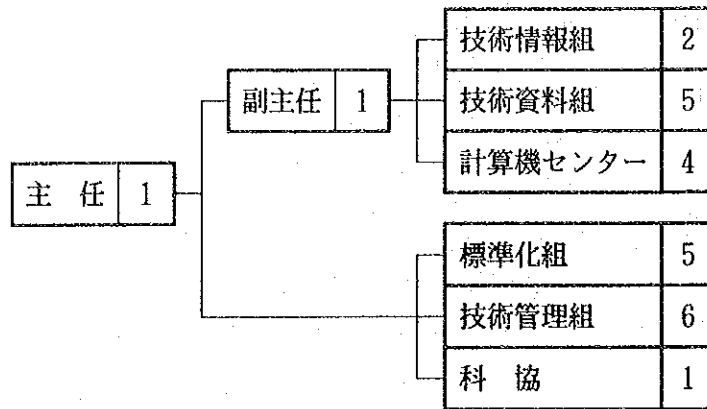 技術情報組 2
副主任 1
技術資料組 5
計算機センター 4
主 任 1
標準化組 5
技術管理組 6
科 協 1